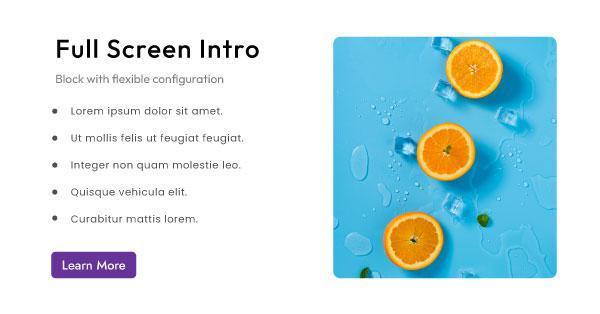 Full Screen Intro
Block with flexible configuration
Lorem ipsum dolor sit amet.
Ut mollis felis ut feugiat feugiat.
Integer non quam molestie leo.
Quisque vehicula elit.
Curabitur mattis lorem.
Learn More